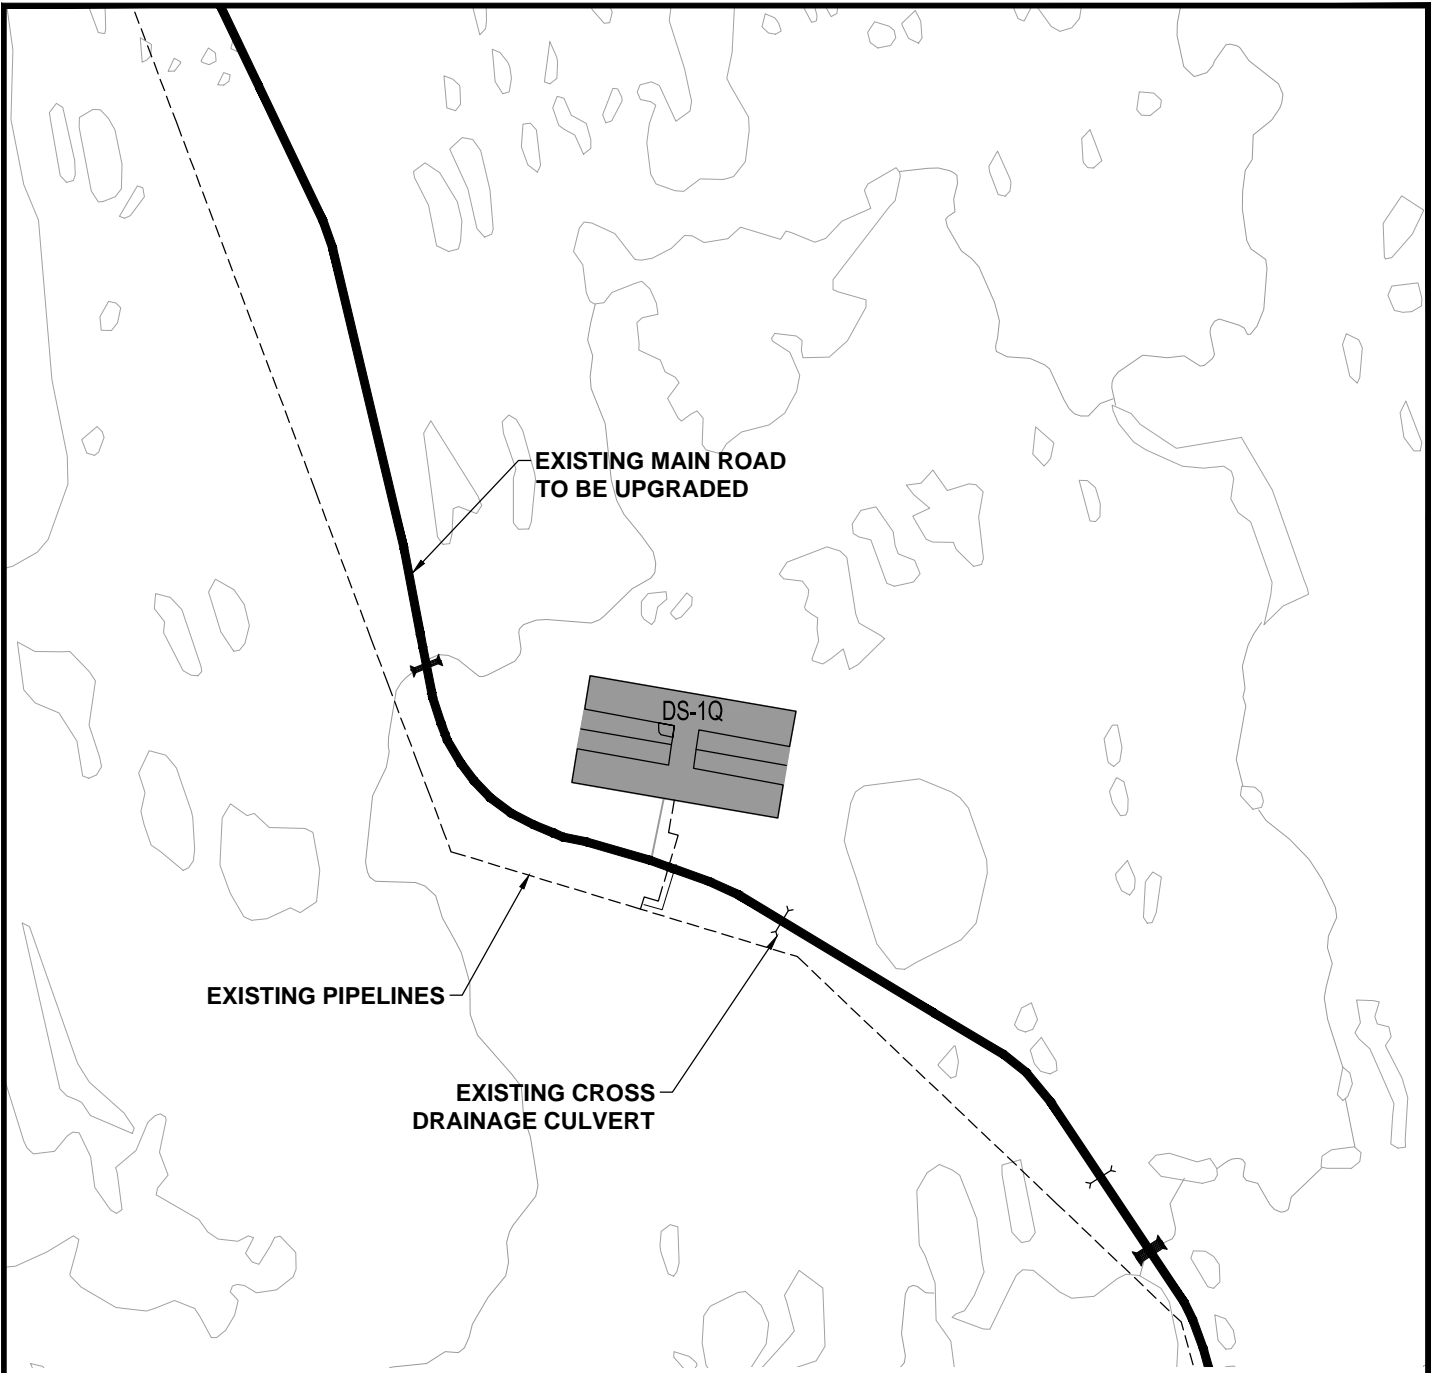 EXISTING MAIN ROAD
TO BE UPGRADED
DS-1Q
EXISTING PIPELINES
EXISTING CROSS
DRAINAGE CULVERT